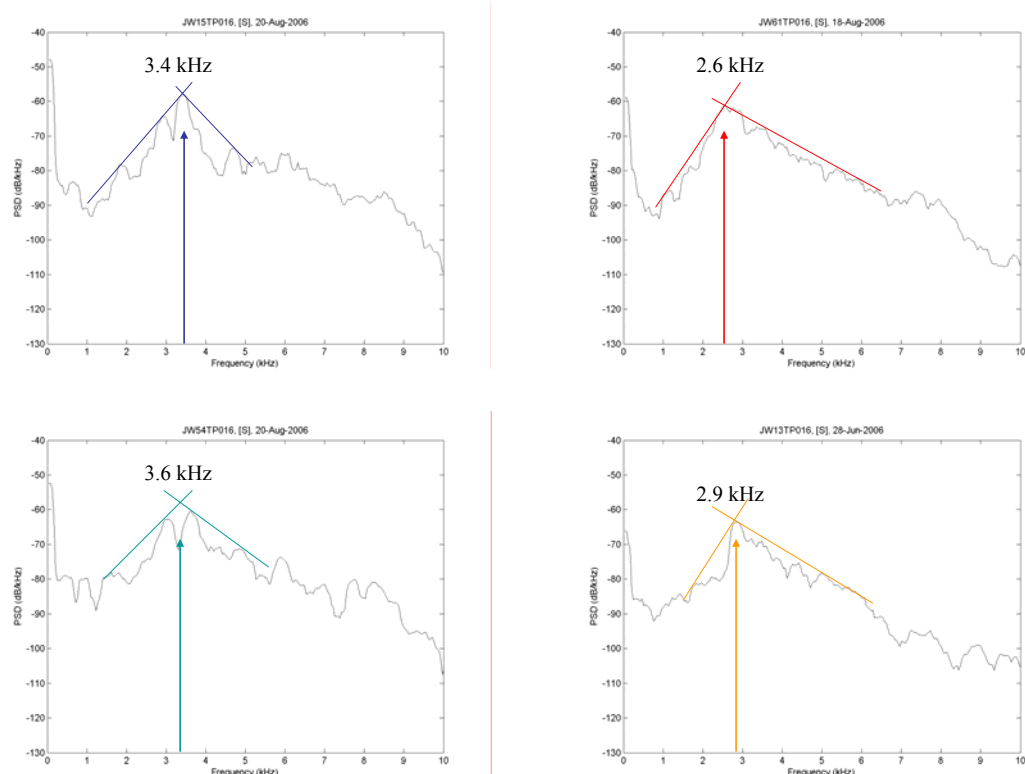 JW15TP016, [S], 20-Aug-2006
3.4 kHz
PSD (dB/kHz)
-40
-50
-60
-70
-80
-90
-100
-110
-120
-130
0 1 2 3 4 5 6 7 8 9 10
Frequency (kHz)
JW61TP016, [S], 18-Aug-2006
2.6 kHz
PSD (dB/kHz)
-40
-50
-60
-70
-80
-90
-100
-110
-120
-130
0 1 2 3 4 5 6 7 8 9 10
Frequency (kHz)
JW54TP016, [S], 20-Aug-2006
3.6 kHz
PSD (dB/kHz)
-40
-50
-60
-70
-80
-90
-100
-110
-120
-130
0 1 2 3 4 5 6 7 8 9 10
Frequency (kHz)
JW13TP016, [S], 28-Jun-2006
2.9 kHz
PSD (dB/kHz)
-40
-50
-60
-70
-80
-90
-100
-110
-120
-130
0 1 2 3 4 5 6 7 8 9 10
Frequency (kHz)